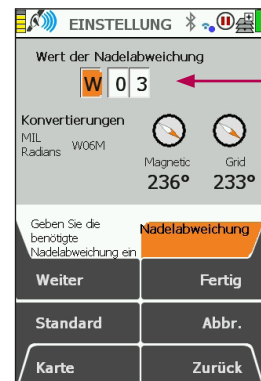 EINSTELLUNG
Wert der Nadelabweichung
W 0 3
Konvertierungen
MIL
Radians
W06M
Magnetic
Grid
236°
233°
Geben Sie die
benötigte
Nadelabweichung ein
Nadelabweichung
Weiter
Fertig
Standard
Abbr.
Karte
Zurück